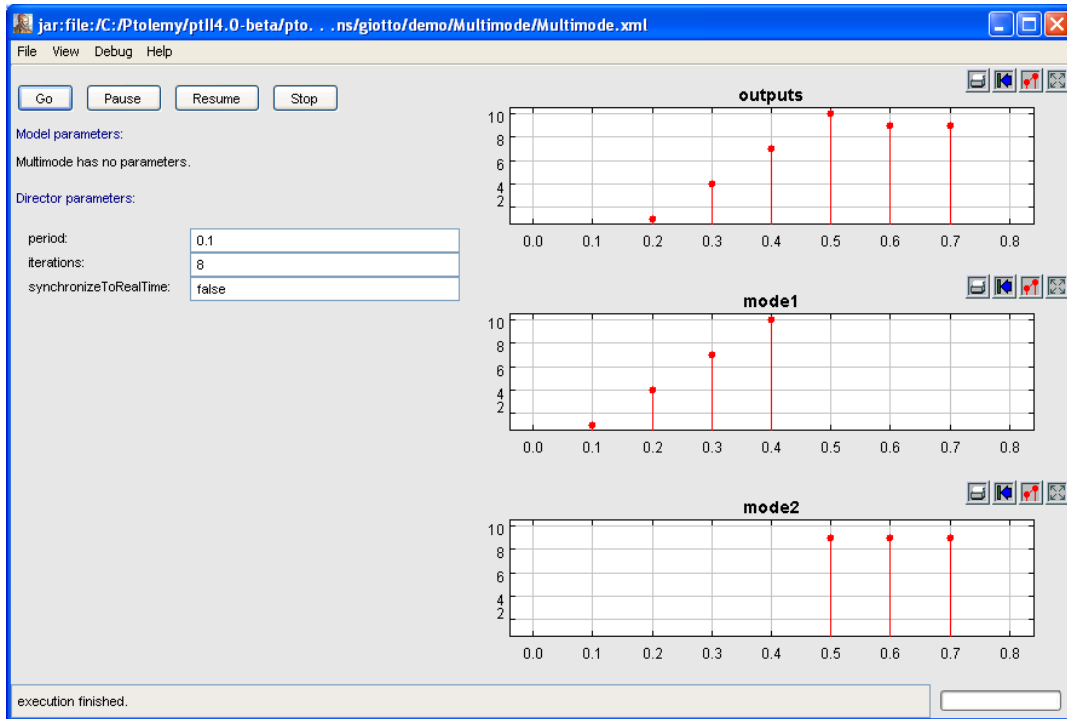 jar:file:/C:/Ptolemy/ptII4.0-beta/pto. . .ns/giotto/demo/Multimode/Multimode.xml
File View Debug Help
Go Pause Resume Stop
Model parameters:
Multimode has no parameters.
Director parameters:
period: 0.1
iterations: 8
synchronizeToRealTime: false
outputs
10
8
6
4
2
0.0 0.1 0.2 0.3 0.4 0.5 0.6 0.7 0.8
mode1
10
8
6
4
2
0.0 0.1 0.2 0.3 0.4 0.5 0.6 0.7 0.8
mode2
10
8
6
4
2
0.0 0.1 0.2 0.3 0.4 0.5 0.6 0.7 0.8
execution finished.